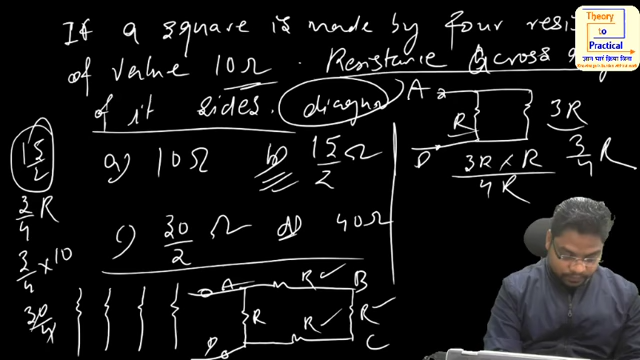 If a square is made by four resis
of value 10Ω. Resistance across any
of it sides. diagna
a) 10Ω b) 15/2 Ω
c) 30/2 Ω d) 40Ω
15/2
3/4 R
3/4 × 10
30/4
A
R
3R
D
3R × R / 4R
3/4 R
A R B
R R
R
D C
Theory
to
Practical
ज्ञान पारं क्रिया विना